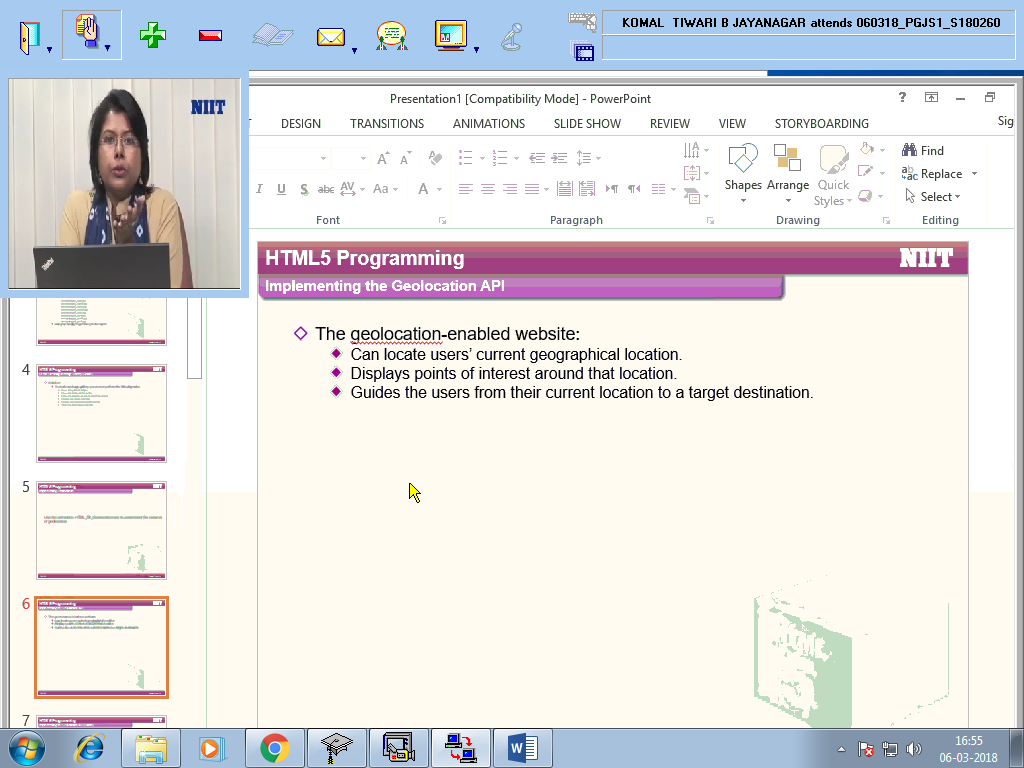 KOMAL TIWARI B JAYANAGAR attends 060318_PGJS1_S180260
NIIT
Presentation1 [Compatibility Mode] - PowerPoint
?
DESIGN TRANSITIONS ANIMATIONS SLIDE SHOW REVIEW VIEW STORYBOARDING Sig
Find
Replace
Select
I U S abc AV Aa A
Shapes Arrange Quick Styles
Font Paragraph Drawing Editing
HTML5 Programming NIIT
Implementing the Geolocation API
The geolocation-enabled website:
Can locate users’ current geographical location.
Displays points of interest around that location.
Guides the users from their current location to a target destination.
4
5
6
7
16:55
06-03-2018